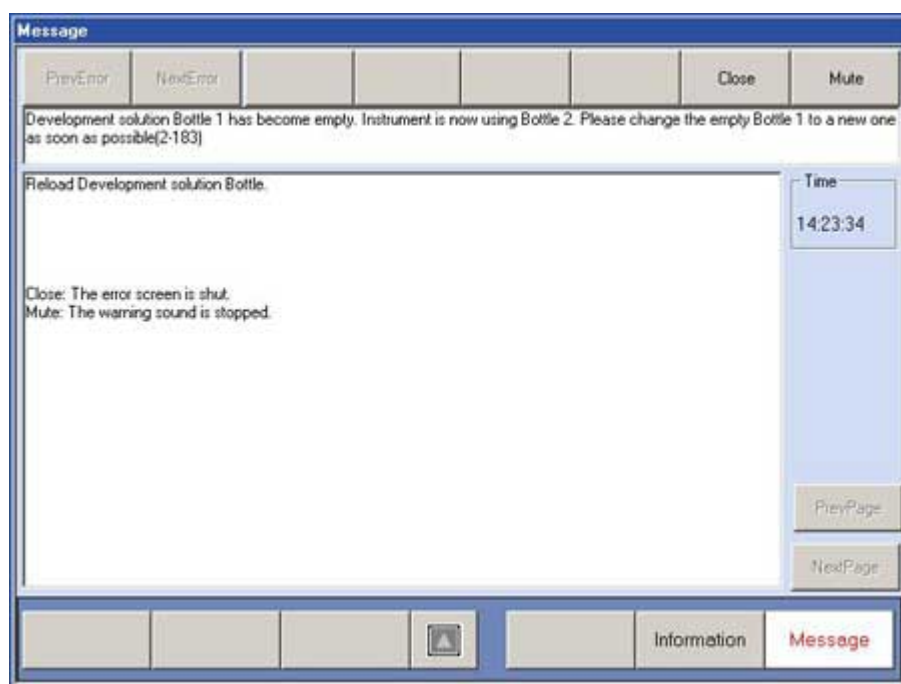 Message
PrevError NextError Close Mute
Development solution Bottle 1 has become empty. Instrument is now using Bottle 2. Please change the empty Bottle 1 to a new one
as soon as possible(2-183)
Reload Development solution Bottle.
Time
14:23:34
Close: The error screen is shut.
Mute: The warning sound is stopped.
PrevPage
NextPage
Information Message